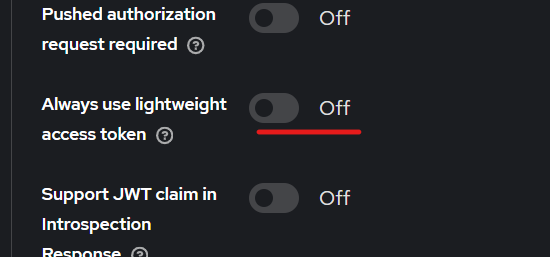 Pushed authorization
request required
Off
Always use lightweight
access token
Off
Support JWT claim in
Introspection
Response
Off